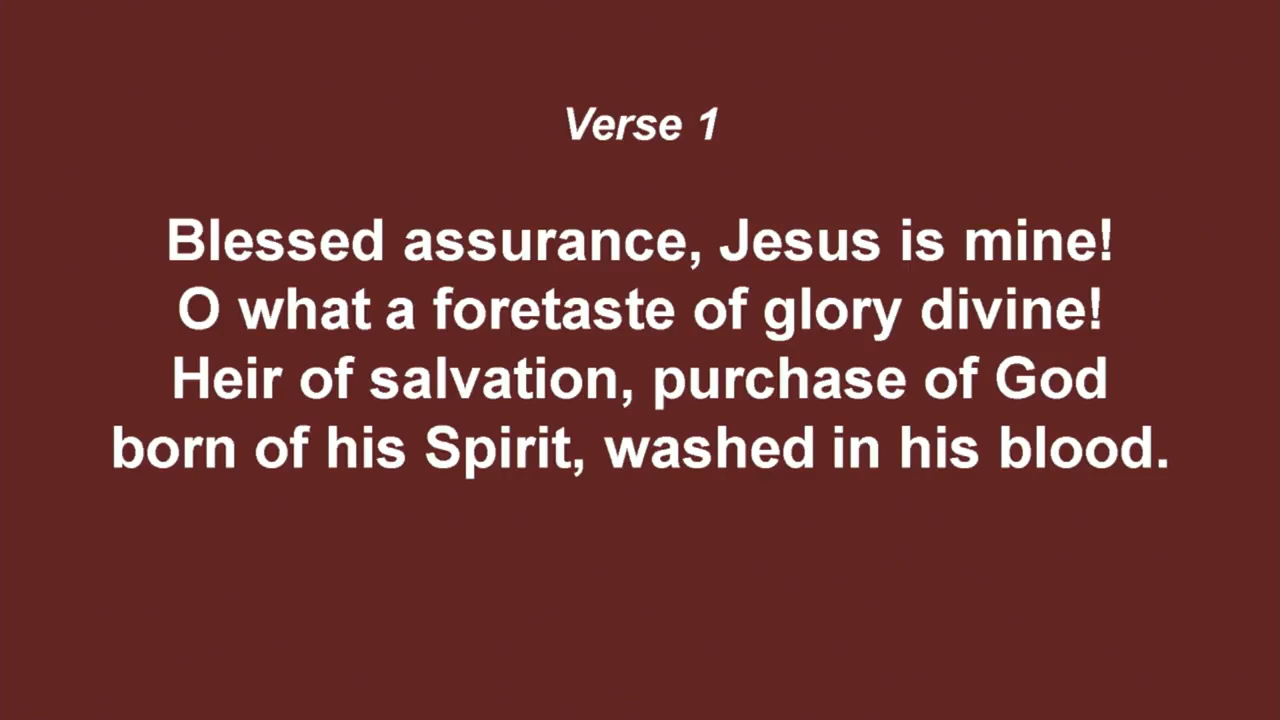 Verse 1
Blessed assurance, Jesus is mine!
O what a foretaste of glory divine!
Heir of salvation, purchase of God
born of his Spirit, washed in his blood.